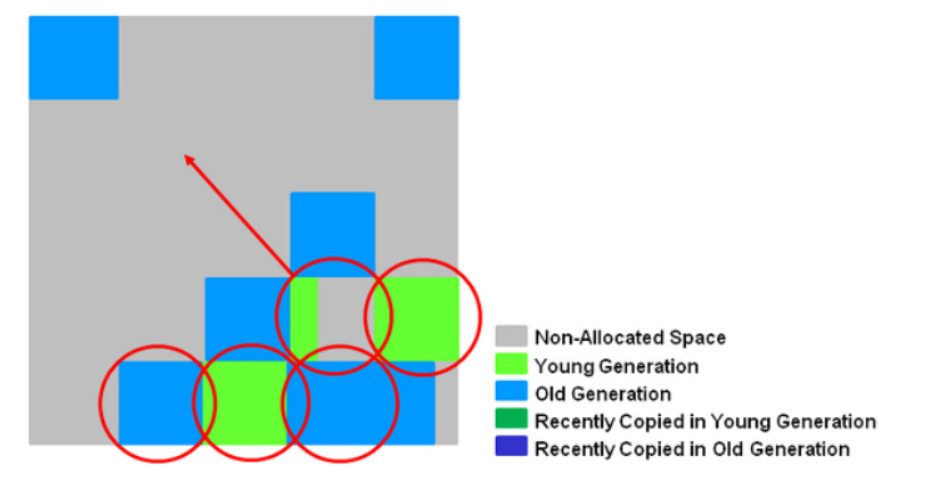 Non-Allocated Space
Young Generation
Old Generation
Recently Copied in Young Generation
Recently Copied in Old Generation